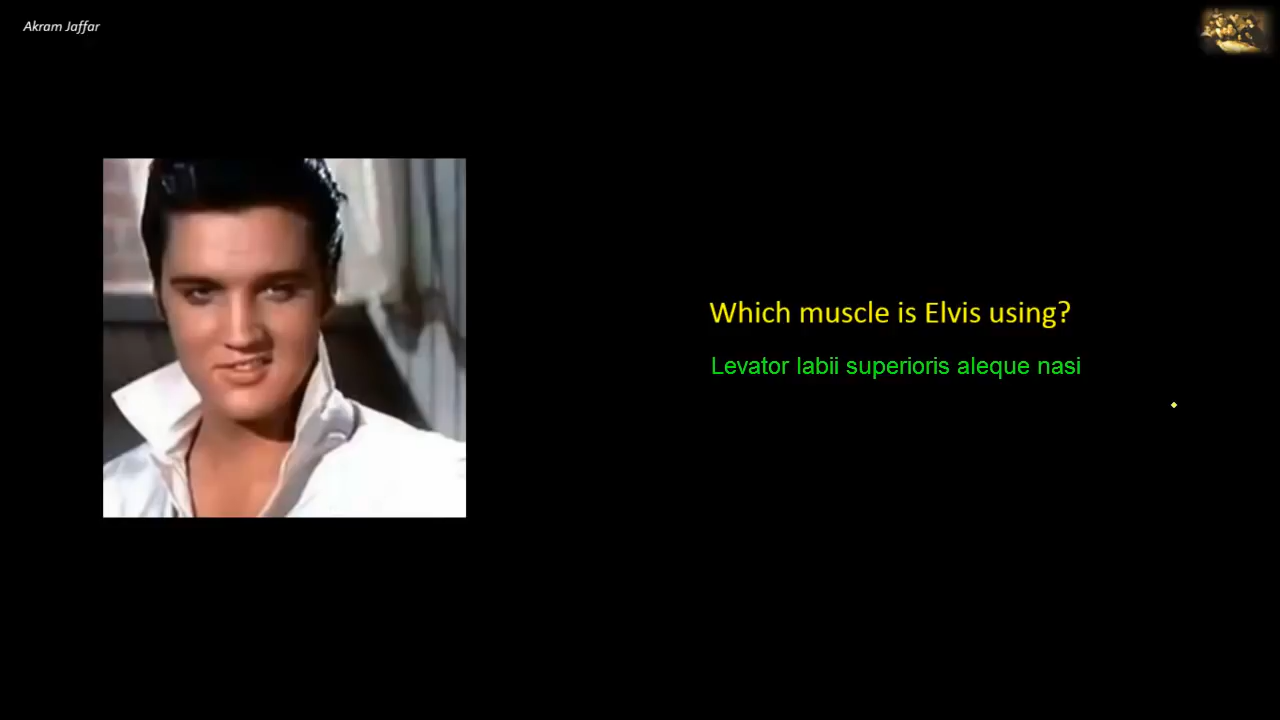 Akram Jaffar
Which muscle is Elvis using?
Levator labii superioris aleque nasi